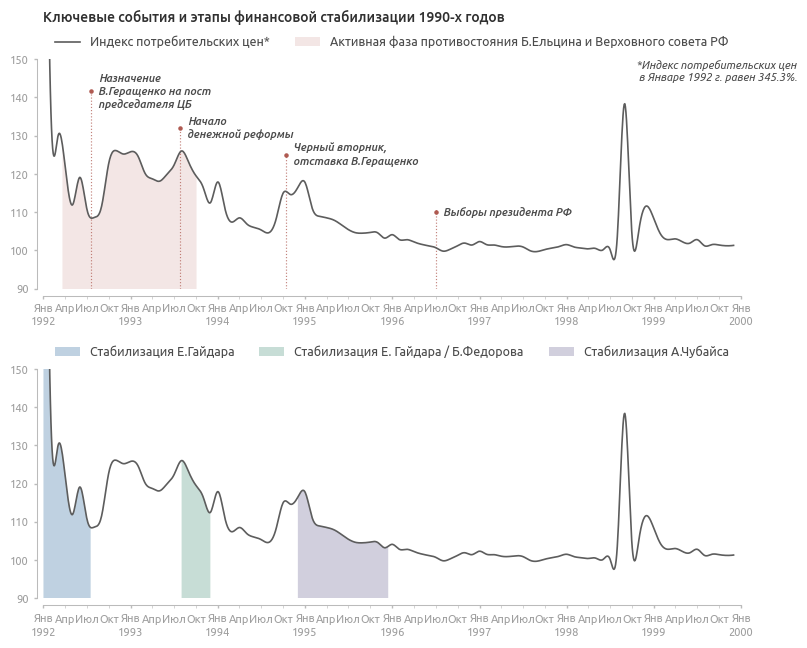 Ключевые события и этапы финансовой стабилизации 1990-х годов
Индекс потребительских цен*
Активная фаза противостояния Б.Ельцина и Верховного совета РФ
150
140
130
120
110
100
90
*Индекс потребительских цен
в Январе 1992 г. равен 345.3%.
Назначение
В.Геращенко на пост
председателя ЦБ
Начало
денежной реформы
Черный вторник,
отставка В.Геращенко
Выборы президента РФ
Янв Апр Июл Окт Янв Апр Июл Окт Янв Апр Июл Окт Янв Апр Июл Окт Янв Апр Июл Окт Янв Апр Июл Окт Янв Апр Июл Окт Янв Апр Июл Окт Янв
1992 1993 1994 1995 1996 1997 1998 1999 2000
Стабилизация Е.Гайдара
Стабилизация Е. Гайдара / Б.Федорова
Стабилизация А.Чубайса
150
140
130
120
110
100
90
Янв Апр Июл Окт Янв Апр Июл Окт Янв Апр Июл Окт Янв Апр Июл Окт Янв Апр Июл Окт Янв Апр Июл Окт Янв Апр Июл Окт Янв Апр Июл Окт Янв
1992 1993 1994 1995 1996 1997 1998 1999 2000